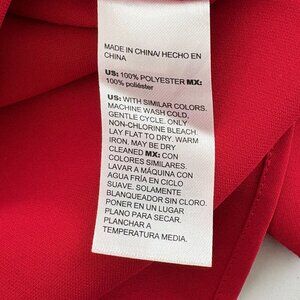 MADE IN CHINA/ HECHO EN
CHINA
US: 100% POLYESTER MX:
100% poliéster
US: WITH SIMILAR COLORS.
MACHINE WASH COLD.
GENTLE CYCLE. ONLY
NON-CHLORINE BLEACH.
LAY FLAT TO DRY. WARM
IRON. MAY BE DRY
CLEANED MX: CON
COLORES SIMILARES.
LAVAR A MÁQUINA CON
AGUA FRÍA EN CICLO
SUAVE. SOLAMENTE
BLANQUEADOR SIN CLORO.
PONER EN UN LUGAR
PLANO PARA SECAR.
PLANCHAR A
TEMPERATURA MEDIA.